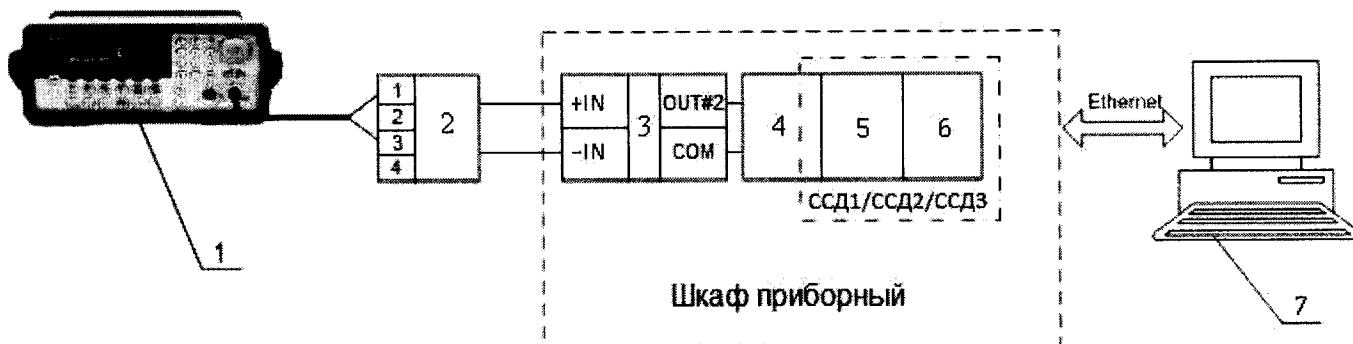 1
2
3
4
2
+IN
-IN
3
OUT#2
COM
4
5
6
ССД1/ССД2/ССД3
Ethernet
1
Шкаф приборный
7